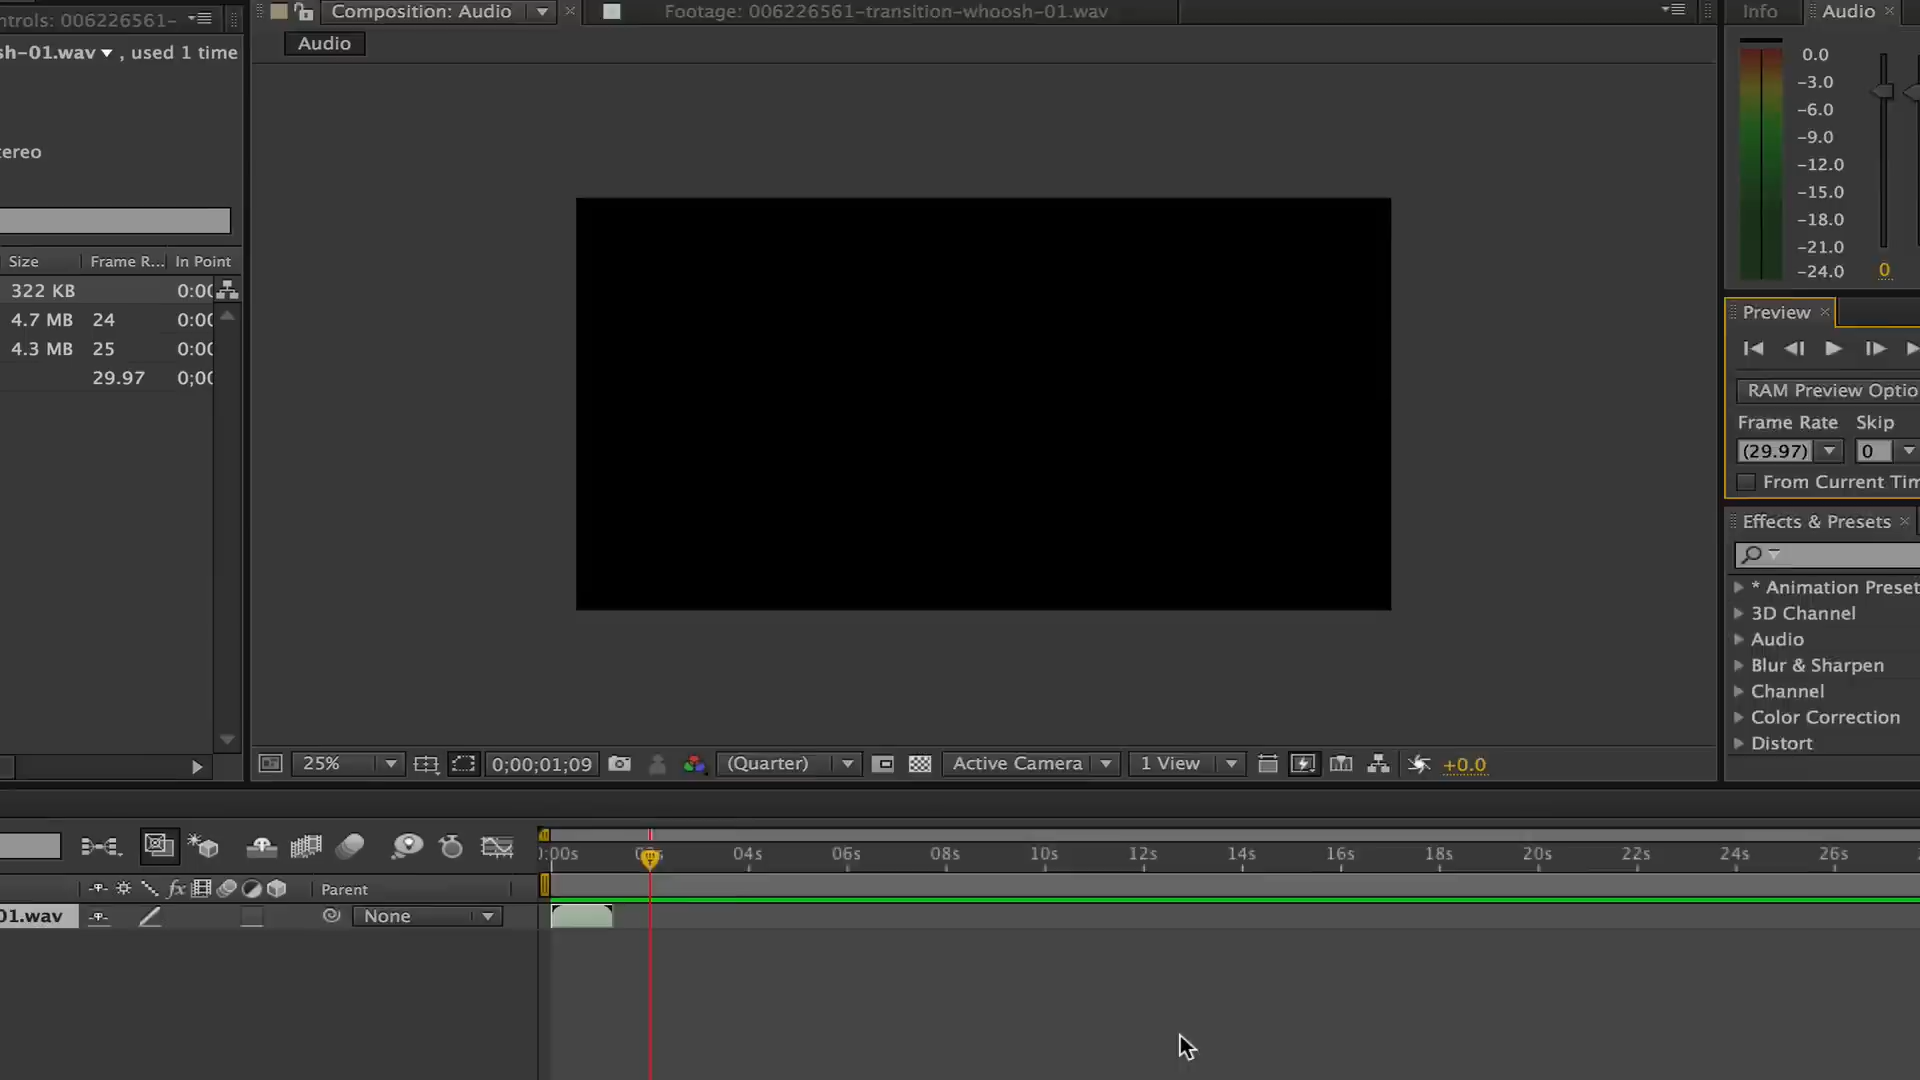 ntrols: 006226561-
Composition: Audio
Footage: 006226561-transition-whoosh-01.wav
Info
Audio
Audio
sh-01.wav , used 1 time
tereo
0.0
-3.0
-6.0
-9.0
-12.0
-15.0
-18.0
-21.0
-24.0
0
Size Frame R... In Point
322 KB 0:00
4.7 MB 24 0:00
4.3 MB 25 0:00
29.97 0;00
Preview
RAM Preview Optio
Frame Rate Skip
(29.97) 0
From Current Tim
Effects & Presets
* Animation Preset
3D Channel
Audio
Blur & Sharpen
Channel
Color Correction
Distort
25% 0;00;01;09 (Quarter) Active Camera 1 View +0.0
):00s 04s 06s 08s 10s 12s 14s 16s 18s 20s 22s 24s 26s
fx Parent
01.wav None